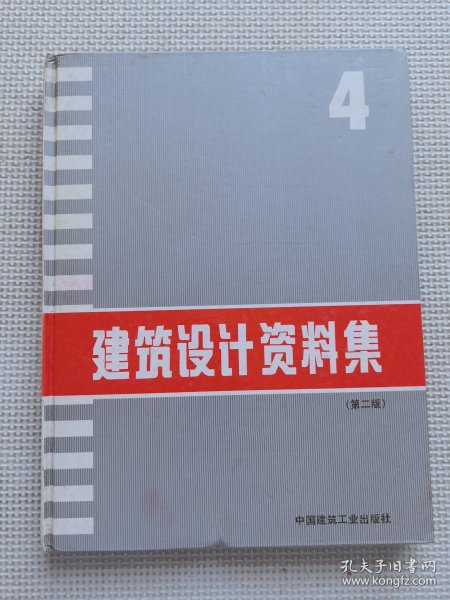 4
建筑设计资料集
(第二版)
中国建筑工业出版社
孔夫子旧书网
www.kongfz.com